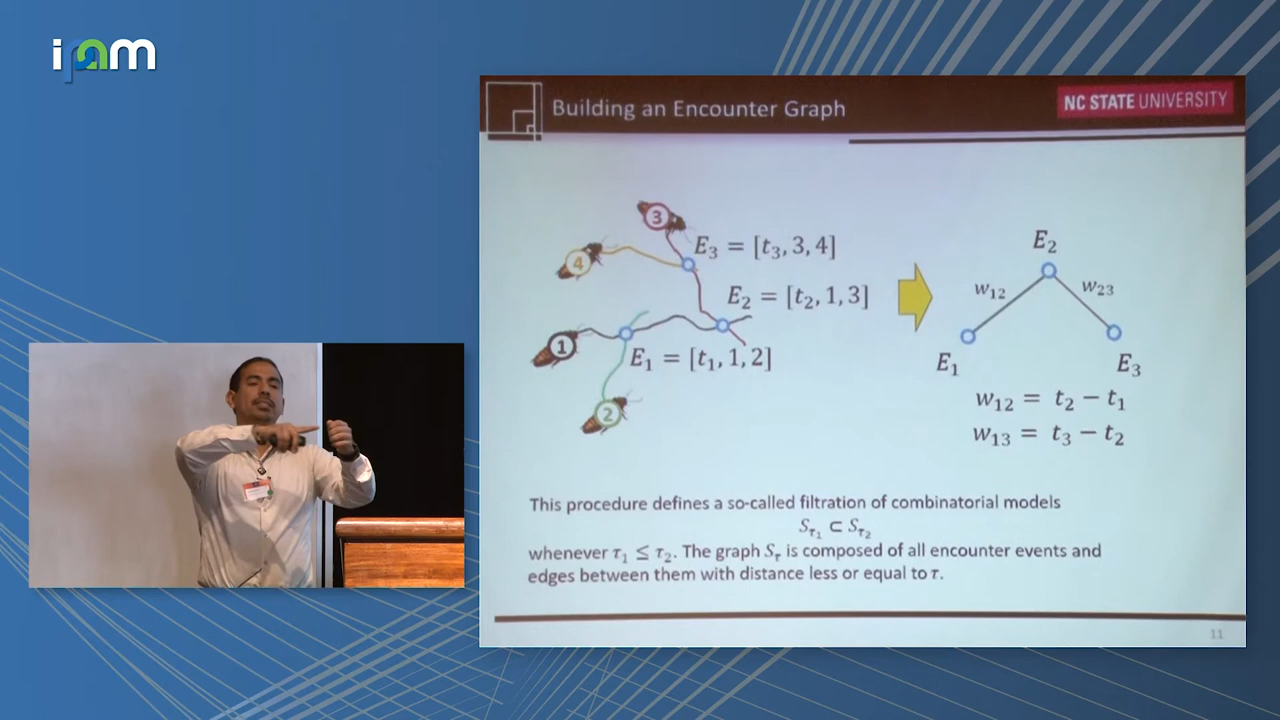 ipam
Building an Encounter Graph
NC STATE UNIVERSITY
3
4
E₃ = [t₃, 3, 4]
E₂ = [t₂, 1, 3]
1
E₁ = [t₁, 1, 2]
2
E₂
w₁₂
w₂₃
E₁
E₃
w₁₂ = t₂ − t₁
w₁₃ = t₃ − t₂
This procedure defines a so-called filtration of combinatorial models
S_τ₁ ⊂ S_τ₂
whenever τ₁ ≤ τ₂. The graph S_τ is composed of all encounter events and
edges between them with distance less or equal to τ.
11